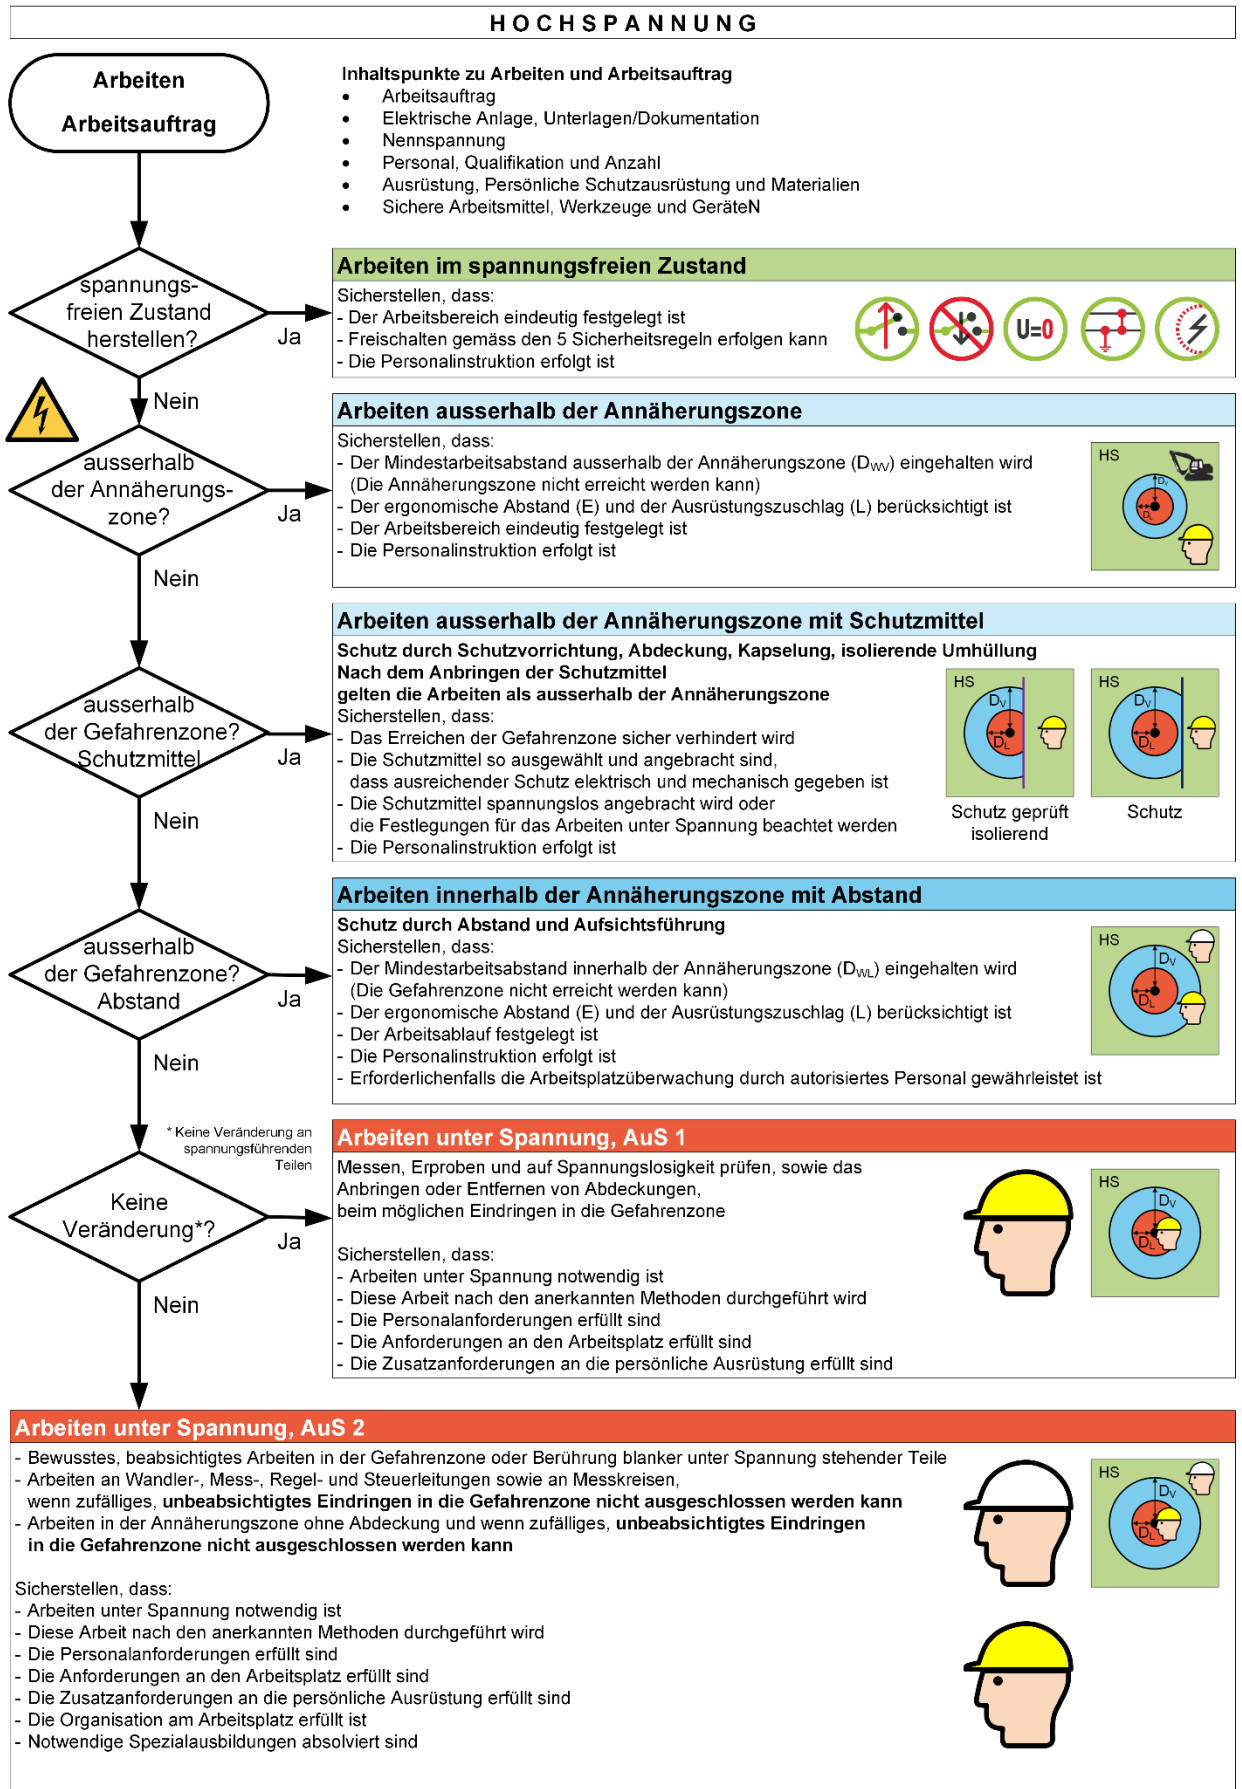 HOCHSPANNUNG
Arbeiten
Arbeitsauftrag
Inhaltspunkte zu Arbeiten und Arbeitsauftrag
• Arbeitsauftrag
• Elektrische Anlage, Unterlagen/Dokumentation
• Nennspannung
• Personal, Qualifikation und Anzahl
• Ausrüstung, Persönliche Schutzausrüstung und Materialien
• Sichere Arbeitsmittel, Werkzeuge und GeräteN
spannungs-
freien Zustand
herstellen?
Ja
Nein
Arbeiten im spannungsfreien Zustand
Sicherstellen, dass:
- Der Arbeitsbereich eindeutig festgelegt ist
- Freischalten gemäss den 5 Sicherheitsregeln erfolgen kann
- Die Personalinstruktion erfolgt ist
U=0
ausserhalb
der Annäherungs-
zone?
Ja
Nein
Arbeiten ausserhalb der Annäherungszone
Sicherstellen, dass:
- Der Mindestarbeitsabstand ausserhalb der Annäherungszone (DWV) eingehalten wird
(Die Annäherungszone nicht erreicht werden kann)
- Der ergonomische Abstand (E) und der Ausrüstungszuschlag (L) berücksichtigt ist
- Der Arbeitsbereich eindeutig festgelegt ist
- Die Personalinstruktion erfolgt ist
HS
DV
DL
ausserhalb
der Gefahrenzone?
Schutzmittel
Ja
Nein
Arbeiten ausserhalb der Annäherungszone mit Schutzmittel
Schutz durch Schutzvorrichtung, Abdeckung, Kapselung, isolierende Umhüllung
Nach dem Anbringen der Schutzmittel
gelten die Arbeiten als ausserhalb der Annäherungszone
Sicherstellen, dass:
- Das Erreichen der Gefahrenzone sicher verhindert wird
- Die Schutzmittel so ausgewählt und angebracht sind,
dass ausreichender Schutz elektrisch und mechanisch gegeben ist
- Die Schutzmittel spannungslos angebracht wird oder
die Festlegungen für das Arbeiten unter Spannung beachtet werden
- Die Personalinstruktion erfolgt ist
HS
DV
DL
Schutz geprüft
isolierend
HS
DV
DL
Schutz
ausserhalb
der Gefahrenzone?
Abstand
Ja
Nein
Arbeiten innerhalb der Annäherungszone mit Abstand
Schutz durch Abstand und Aufsichtsführung
Sicherstellen, dass:
- Der Mindestarbeitsabstand innerhalb der Annäherungszone (DWL) eingehalten wird
(Die Gefahrenzone nicht erreicht werden kann)
- Der ergonomische Abstand (E) und der Ausrüstungszuschlag (L) berücksichtigt ist
- Der Arbeitsablauf festgelegt ist
- Die Personalinstruktion erfolgt ist
- Erforderlichenfalls die Arbeitsplatzüberwachung durch autorisiertes Personal gewährleistet ist
HS
DV
DL
* Keine Veränderung an
spannungsführenden
Teilen
Keine
Veränderung*?
Ja
Nein
Arbeiten unter Spannung, AuS 1
Messen, Erproben und auf Spannungslosigkeit prüfen, sowie das
Anbringen oder Entfernen von Abdeckungen,
beim möglichen Eindringen in die Gefahrenzone
Sicherstellen, dass:
- Arbeiten unter Spannung notwendig ist
- Diese Arbeit nach den anerkannten Methoden durchgeführt wird
- Die Personalanforderungen erfüllt sind
- Die Anforderungen an den Arbeitsplatz erfüllt sind
- Die Zusatzanforderungen an die persönliche Ausrüstung erfüllt sind
HS
DV
DL
Arbeiten unter Spannung, AuS 2
- Bewusstes, beabsichtigtes Arbeiten in der Gefahrenzone oder Berührung blanker unter Spannung stehender Teile
- Arbeiten an Wandler-, Mess-, Regel- und Steuerleitungen sowie an Messkreisen,
wenn zufälliges, unbeabsichtigtes Eindringen in die Gefahrenzone nicht ausgeschlossen werden kann
- Arbeiten in der Annäherungszone ohne Abdeckung und wenn zufälliges, unbeabsichtigtes Eindringen
in die Gefahrenzone nicht ausgeschlossen werden kann
Sicherstellen, dass:
- Arbeiten unter Spannung notwendig ist
- Diese Arbeit nach den anerkannten Methoden durchgeführt wird
- Die Personalanforderungen erfüllt sind
- Die Anforderungen an den Arbeitsplatz erfüllt sind
- Die Zusatzanforderungen an die persönliche Ausrüstung erfüllt sind
- Die Organisation am Arbeitsplatz erfüllt ist
- Notwendige Spezialausbildungen absolviert sind
HS
DV
DL